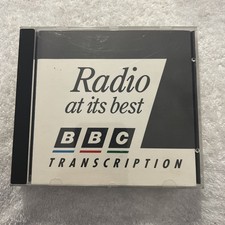 Radio
at its best
BBC
TRANSCRIPTION